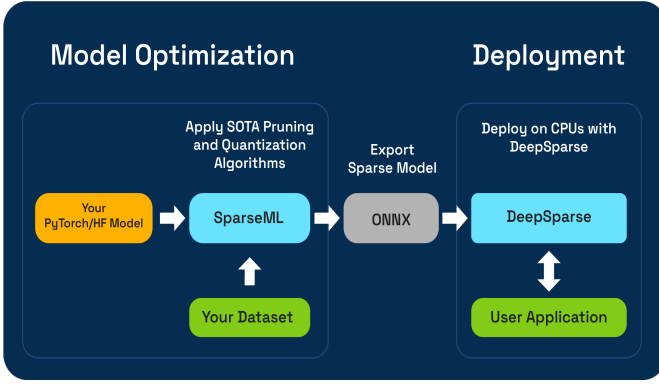 Model Optimization
Deployment
Apply SOTA Pruning
and Quantization
Algorithms
Export
Sparse Model
Deploy on CPUs with
DeepSparse
Your
PyTorch/HF Model
SparseML
ONNX
DeepSparse
Your Dataset
User Application